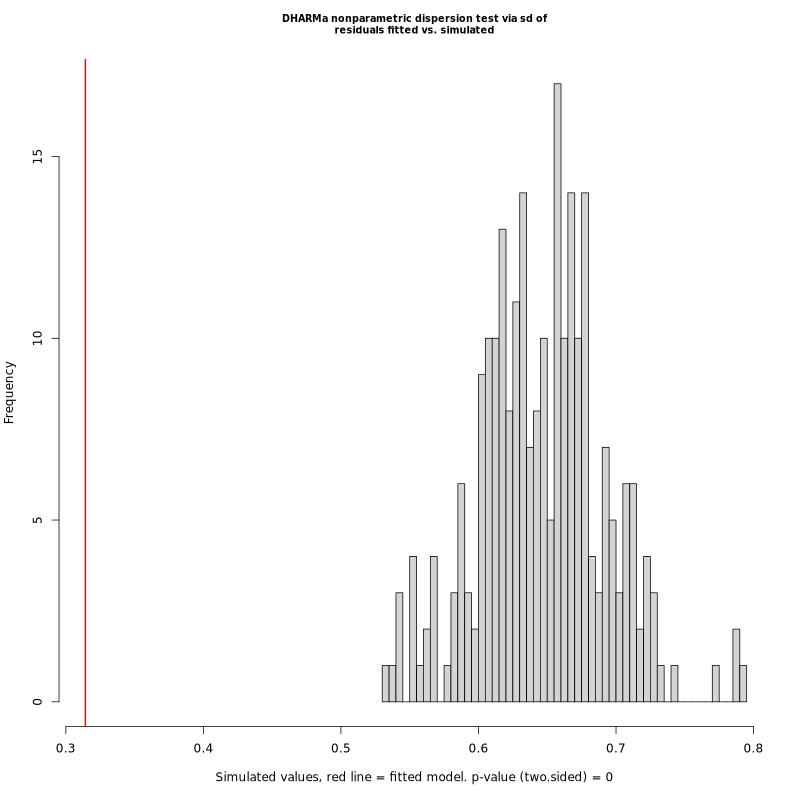 DHARMa nonparametric dispersion test via sd of
residuals fitted vs. simulated
Frequency
15
10
5
0
0.3 0.4 0.5 0.6 0.7 0.8
Simulated values, red line = fitted model. p-value (two.sided) = 0